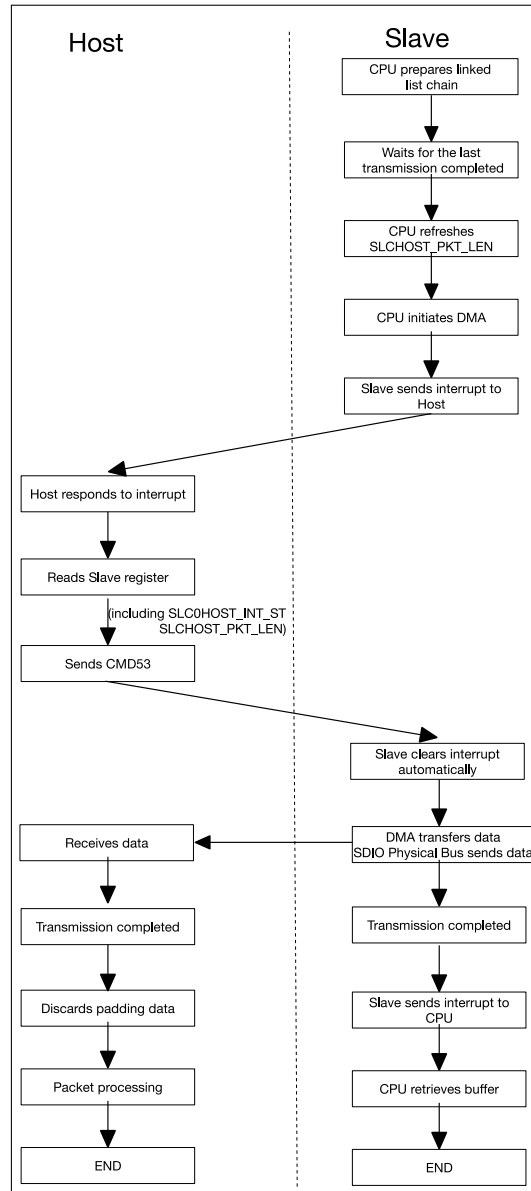 Host
Slave
CPU prepares linked
list chain
Waits for the last
transmission completed
CPU refreshes
SLCHOST_PKT_LEN
CPU initiates DMA
Slave sends interrupt to
Host
Host responds to interrupt
Reads Slave register
(including SLC0HOST_INT_ST
SLCHOST_PKT_LEN)
Sends CMD53
Slave clears interrupt
automatically
Receives data
DMA transfers data
SDIO Physical Bus sends data
Transmission completed
Transmission completed
Discards padding data
Slave sends interrupt to
CPU
Packet processing
CPU retrieves buffer
END
END